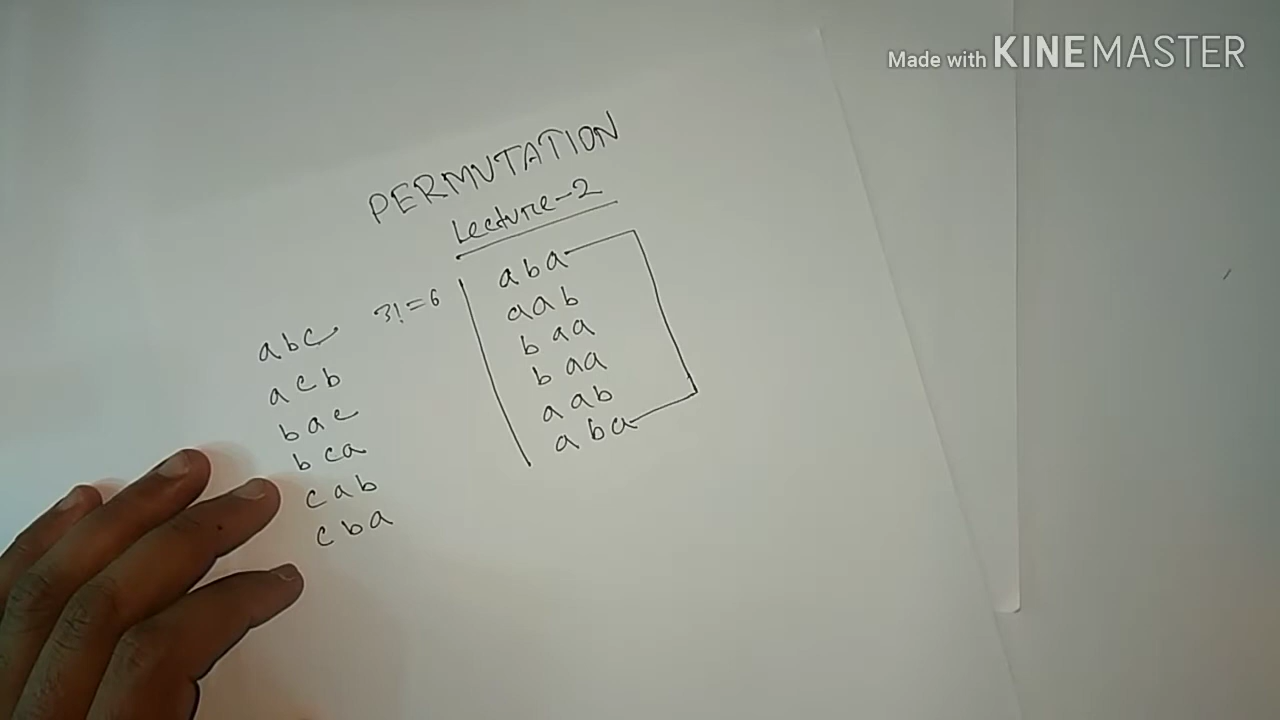 Made with KINEMASTER
PERMUTATION
Lecture-2
3!=6
abc
acb
bac
bca
cab
cba
aba
aab
baa
baa
aab
aba